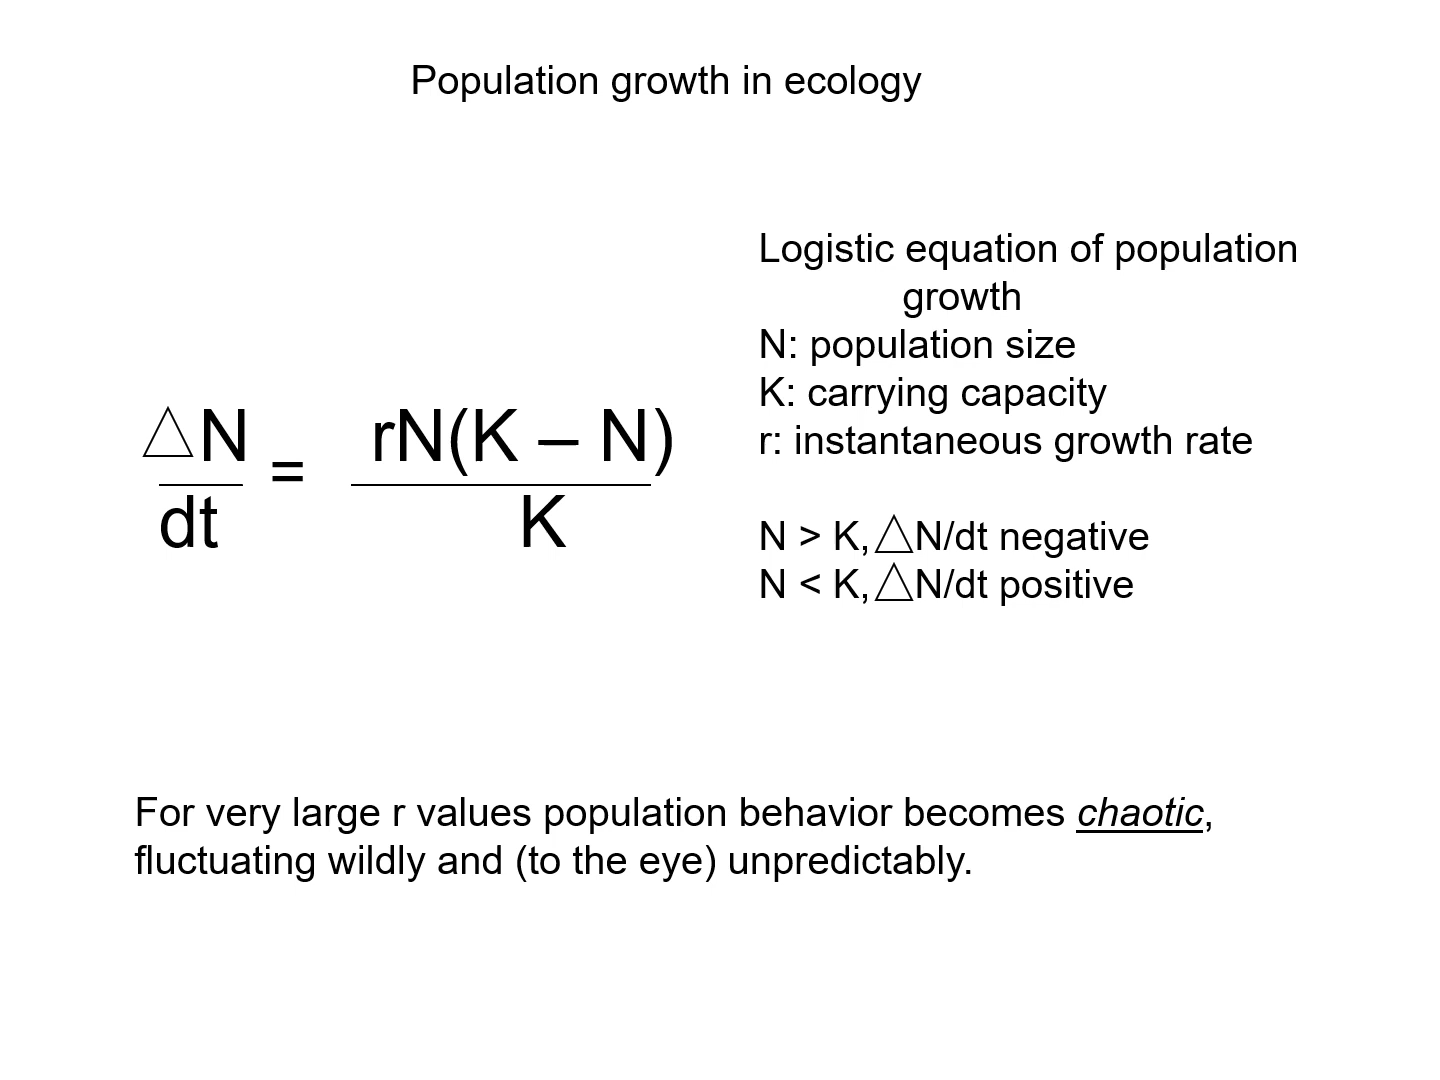 Population growth in ecology
Logistic equation of population
growth
N: population size
K: carrying capacity
r: instantaneous growth rate
△N
dt
=
rN(K – N)
K
N > K,△N/dt negative
N < K,△N/dt positive
For very large r values population behavior becomes chaotic,
fluctuating wildly and (to the eye) unpredictably.